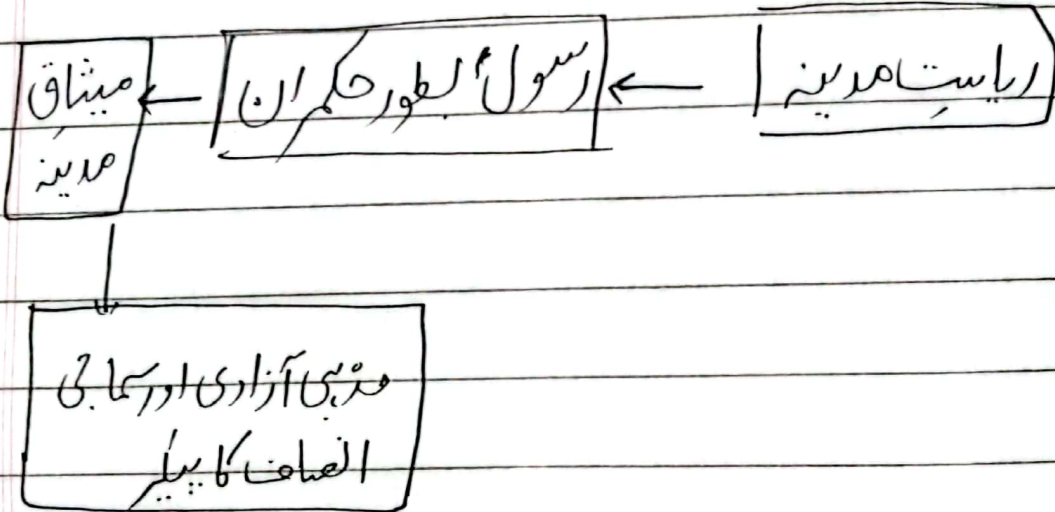 ریاستِ مدینہ
رسولؐ بطور حکمران
میثاقِ
مدینہ
مذہبی آزادی اور سماجی
انصاف کا پیکر